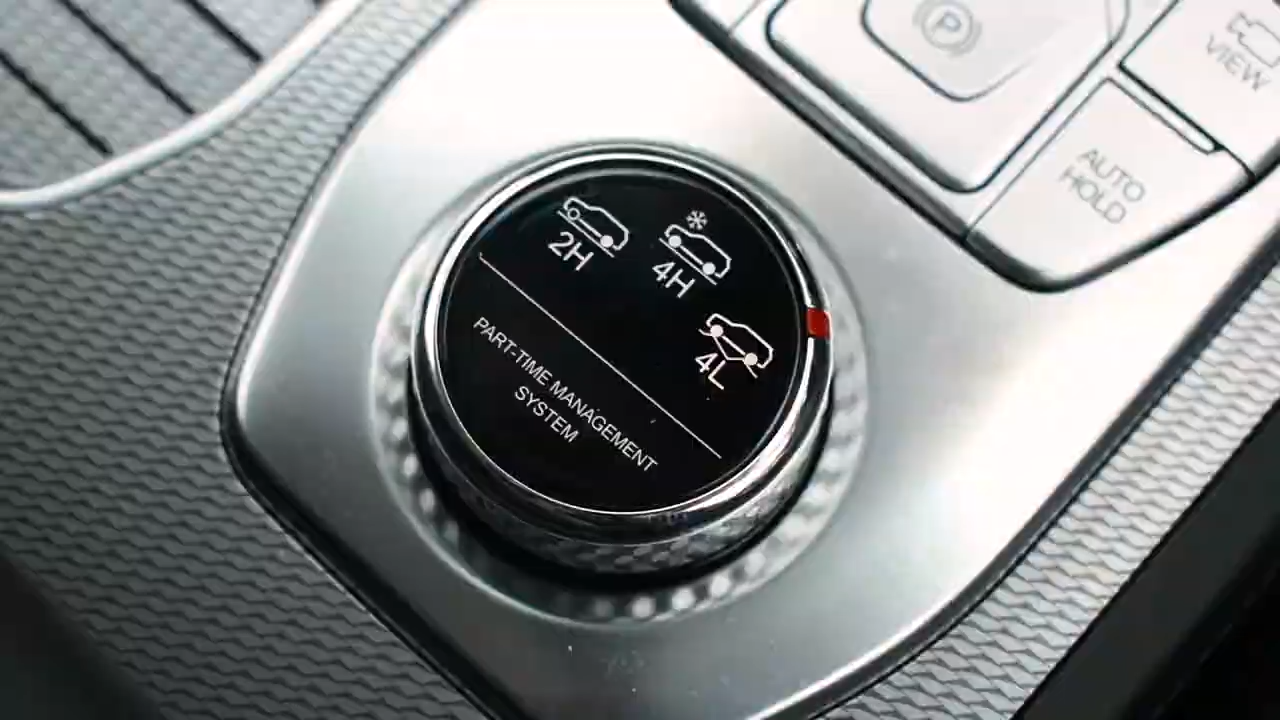 P
VIEW
AUTO
HOLD
2H
4H
4L
PART-TIME MANAGEMENT
SYSTEM